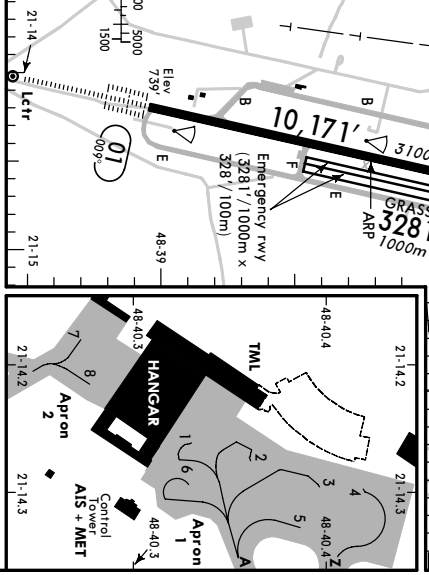 21-14
5000
1500
Lctr
Elev
739'
B
B
10,171'
3100
01
009°
E
F
E
Emergency rwy
(3281'/1000m x
328'/100m)
ARP
GRASS
328
1000m
21-15
48-39
48-40.3
48-40.4
21-14.2
21-14.2
TML
HANGAR
7
8
Apron
2
1
6
2
3
4
5
21-14.3
21-14.3
Control
Tower
AIS + MET
48-40.3
Apron
1
A
48-40.4
Z